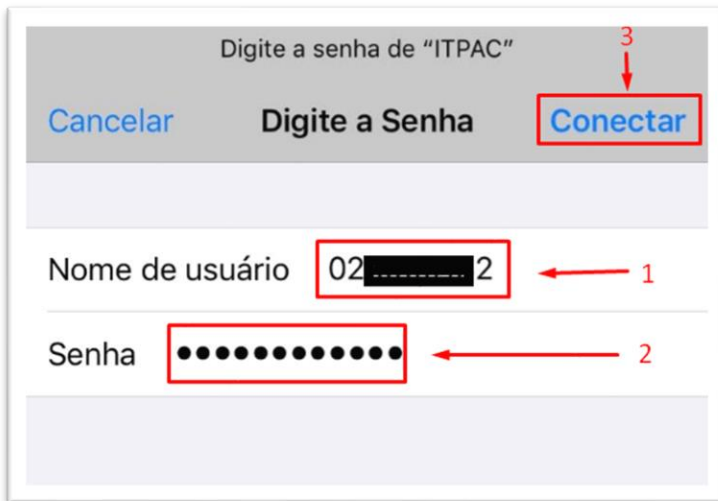 Digite a senha de “ITPAC”
3
Cancelar Digite a Senha Conectar
Nome de usuário 02 2 1
Senha ●●●●●●●●●●●● 2